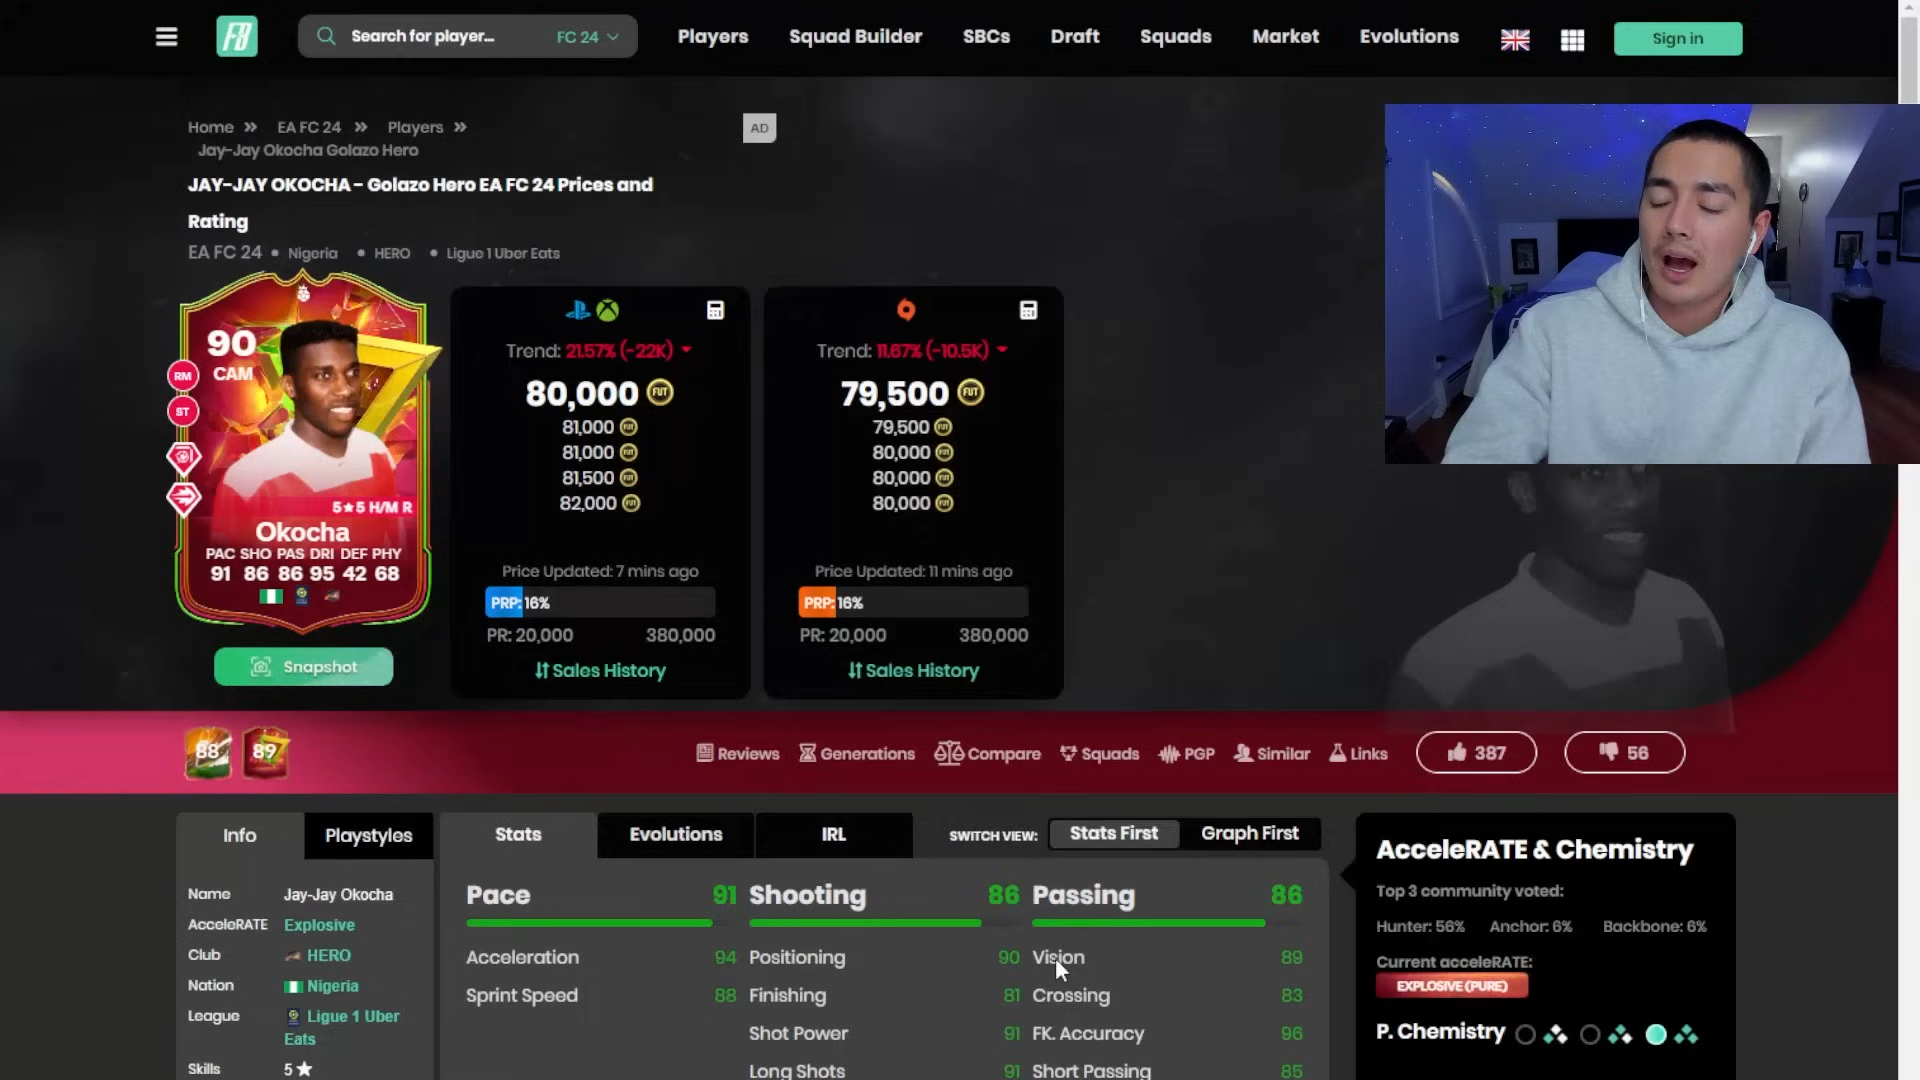 FB
Search for player...
FC 24
Players
Squad Builder
SBCs
Draft
Squads
Market
Evolutions
Sign in
Home » EA FC 24 » Players »
Jay-Jay Okocha Golazo Hero
AD
JAY-JAY OKOCHA - Golazo Hero EA FC 24 Prices and
Rating
EA FC 24 • Nigeria • HERO • Ligue 1 Uber Eats
90
CAM
RM
ST
5★5 H/M R
Okocha
PAC SHO PAS DRI DEF PHY
91 86 86 95 42 68
Snapshot
Trend: 21.57% (-22K)
80,000
81,000
81,000
81,500
82,000
Price Updated: 7 mins ago
PRP: 16%
PR: 20,000 380,000
Sales History
Trend: 11.67% (-10.5K)
79,500
79,500
80,000
80,000
80,000
Price Updated: 11 mins ago
PRP: 16%
PR: 20,000 380,000
Sales History
88
89
Reviews
Generations
Compare
Squads
PGP
Similar
Links
387
56
Info
Playstyles
Name Jay-Jay Okocha
AcceleRATE Explosive
Club HERO
Nation Nigeria
League Ligue 1 Uber
Eats
Skills 5 ★
Stats
Evolutions
IRL
SWITCH VIEW:
Stats First
Graph First
Pace 91
Acceleration 94
Sprint Speed 88
Shooting 86
Positioning 90
Finishing 81
Shot Power 91
Long Shots 91
Passing 86
Vision 89
Crossing 83
FK. Accuracy 96
Short Passing 85
AcceleRATE & Chemistry
Top 3 community voted:
Hunter: 56% Anchor: 6% Backbone: 6%
Current acceleRATE:
EXPLOSIVE (PURE)
P. Chemistry